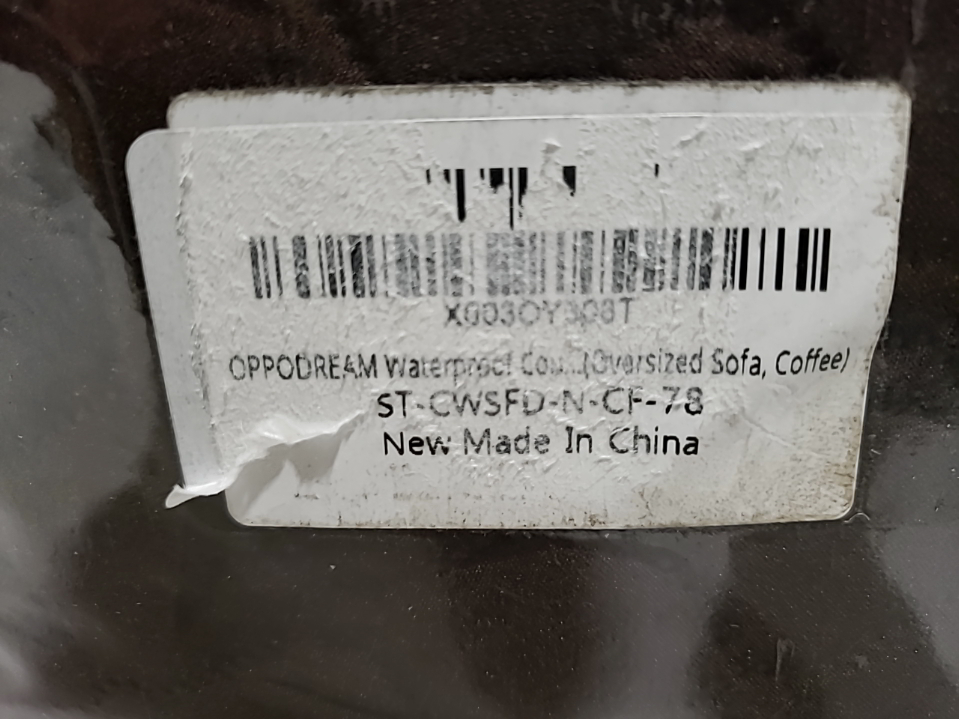 X003OY308T
OPPODREAM Waterproof Cou...(Oversized Sofa, Coffee)
ST-CWSFD-N-CF-78
New Made In China